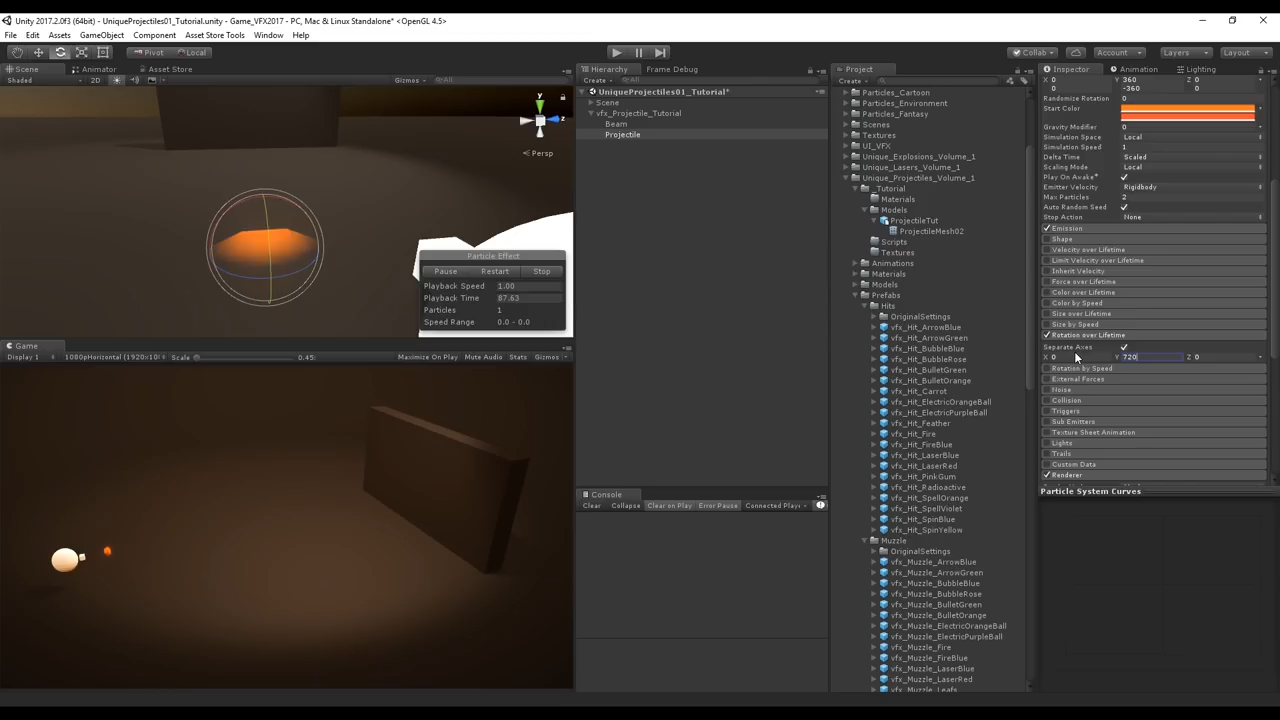 Unity 2017.2.0f3 (64bit) - UniqueProjectiles01_Tutorial.unity - Game_VFX2017 - PC, Mac & Linux Standalone* <OpenGL 4.5>
File Edit Assets GameObject Component Asset Store Tools Window Help
Pivot Local Collab Account Layers Layout
Scene Animator Asset Store
Shaded 2D Gizmos All
y
z
Persp
Particle Effect
Pause Restart Stop
Playback Speed 1.00
Playback Time 87.63
Particles 1
Speed Range 0.0 - 0.0
Game
Display 1 1080pHorizontal (1920x10 Scale 0.45: Maximize On Play Mute Audio Stats Gizmos
Hierarchy Frame Debug
Create All
UniqueProjectiles01_Tutorial*
Scene
vfx_Projectile_Tutorial
Beam
Projectile
Console
Clear Collapse Clear on Play Error Pause Connected Play
Project
Create
Particles_Cartoon
Particles_Environment
Particles_Fantasy
Scenes
Textures
UI_VFX
Unique_Explosions_Volume_1
Unique_Lasers_Volume_1
Unique_Projectiles_Volume_1
_Tutorial
Materials
Models
ProjectileTut
ProjectileMesh02
Scripts
Textures
Animations
Materials
Models
Prefabs
Hits
OriginalSettings
vfx_Hit_ArrowBlue
vfx_Hit_ArrowGreen
vfx_Hit_BubbleBlue
vfx_Hit_BubbleRose
vfx_Hit_BulletGreen
vfx_Hit_BulletOrange
vfx_Hit_Carrot
vfx_Hit_ElectricOrangeBall
vfx_Hit_ElectricPurpleBall
vfx_Hit_Feather
vfx_Hit_Fire
vfx_Hit_FireBlue
vfx_Hit_LaserBlue
vfx_Hit_LaserRed
vfx_Hit_PinkGum
vfx_Hit_Radioactive
vfx_Hit_SpellOrange
vfx_Hit_SpellViolet
vfx_Hit_SpinBlue
vfx_Hit_SpinYellow
Muzzle
OriginalSettings
vfx_Muzzle_ArrowBlue
vfx_Muzzle_ArrowGreen
vfx_Muzzle_BubbleBlue
vfx_Muzzle_BubbleRose
vfx_Muzzle_BulletGreen
vfx_Muzzle_BulletOrange
vfx_Muzzle_ElectricOrangeBall
vfx_Muzzle_ElectricPurpleBall
vfx_Muzzle_Fire
vfx_Muzzle_FireBlue
vfx_Muzzle_LaserBlue
vfx_Muzzle_LaserRed
vfx_Muzzle_Leafs
Inspector Animation Lighting
X 0 Y 360 Z 0
0 -360 0
Randomize Rotation 0
Start Color
Gravity Modifier 0
Simulation Space Local
Simulation Speed 1
Delta Time Scaled
Scaling Mode Local
Play On Awake*
Emitter Velocity Rigidbody
Max Particles 2
Auto Random Seed
Stop Action None
Emission
Shape
Velocity over Lifetime
Limit Velocity over Lifetime
Inherit Velocity
Force over Lifetime
Color over Lifetime
Color by Speed
Size over Lifetime
Size by Speed
Rotation over Lifetime
Separate Axes
X 0 Y 720 Z 0
Rotation by Speed
External Forces
Noise
Collision
Triggers
Sub Emitters
Texture Sheet Animation
Lights
Trails
Custom Data
Renderer
Particle System Curves